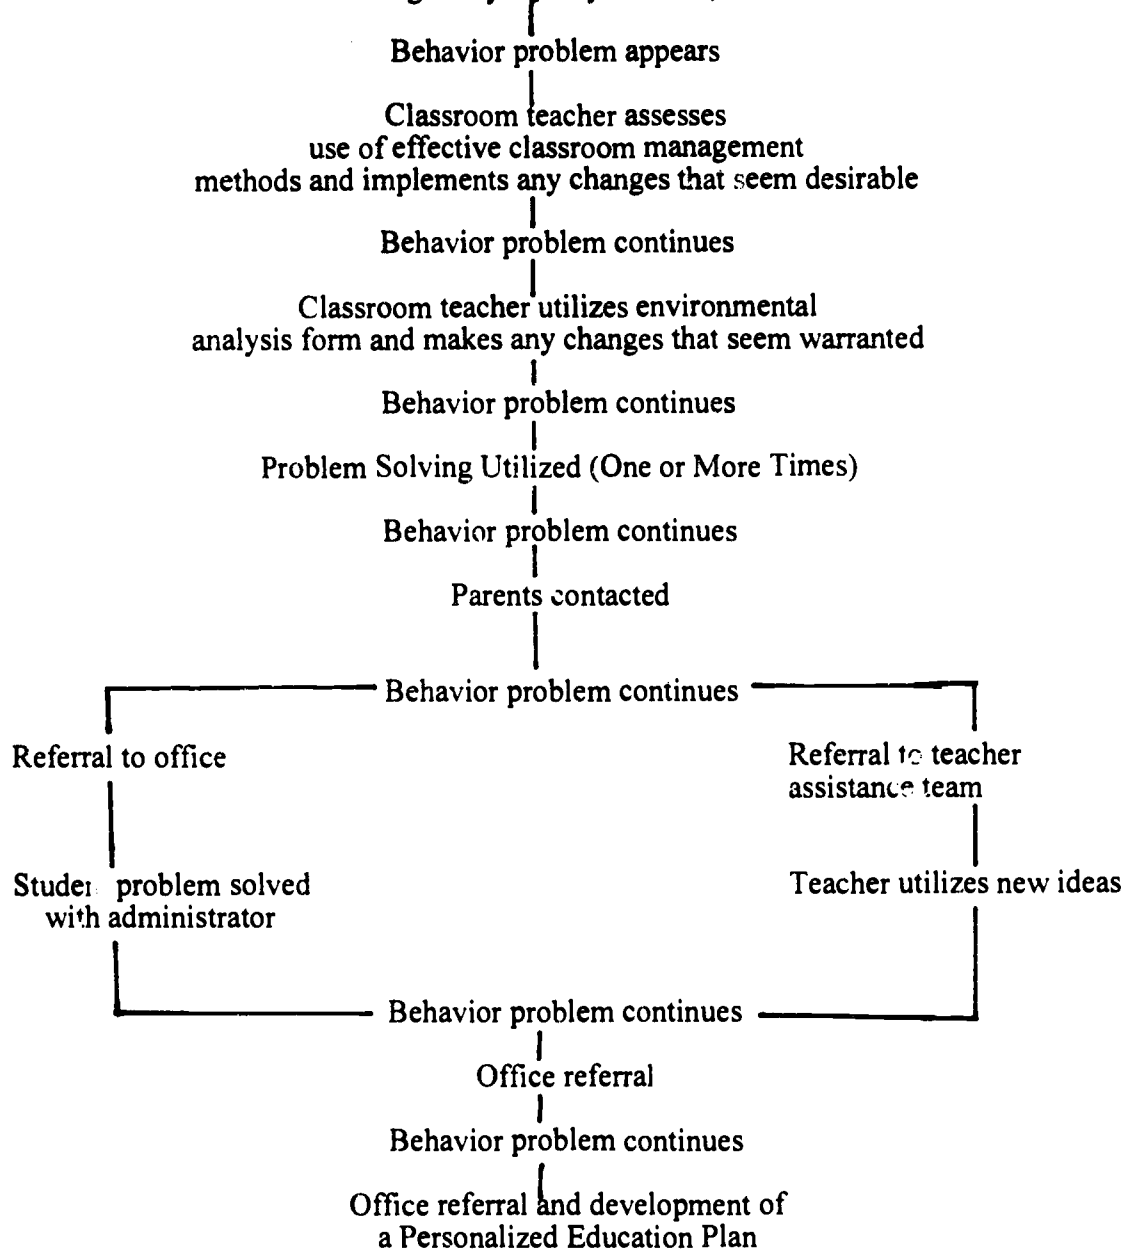 Behavior problem appears
Classroom teacher assesses
use of effective classroom management
methods and implements any changes that seem desirable
Behavior problem continues
Classroom teacher utilizes environmental
analysis form and makes any changes that seem warranted
Behavior problem continues
Problem Solving Utilized (One or More Times)
Behavior problem continues
Parents contacted
Behavior problem continues
Referral to office
Referral to teacher
assistance team
problem solved
with administrator
Teacher utilizes new ideas
Behavior problem continues
Office referral
Behavior problem continues
Office referral and development of
a Personalized Education Plan